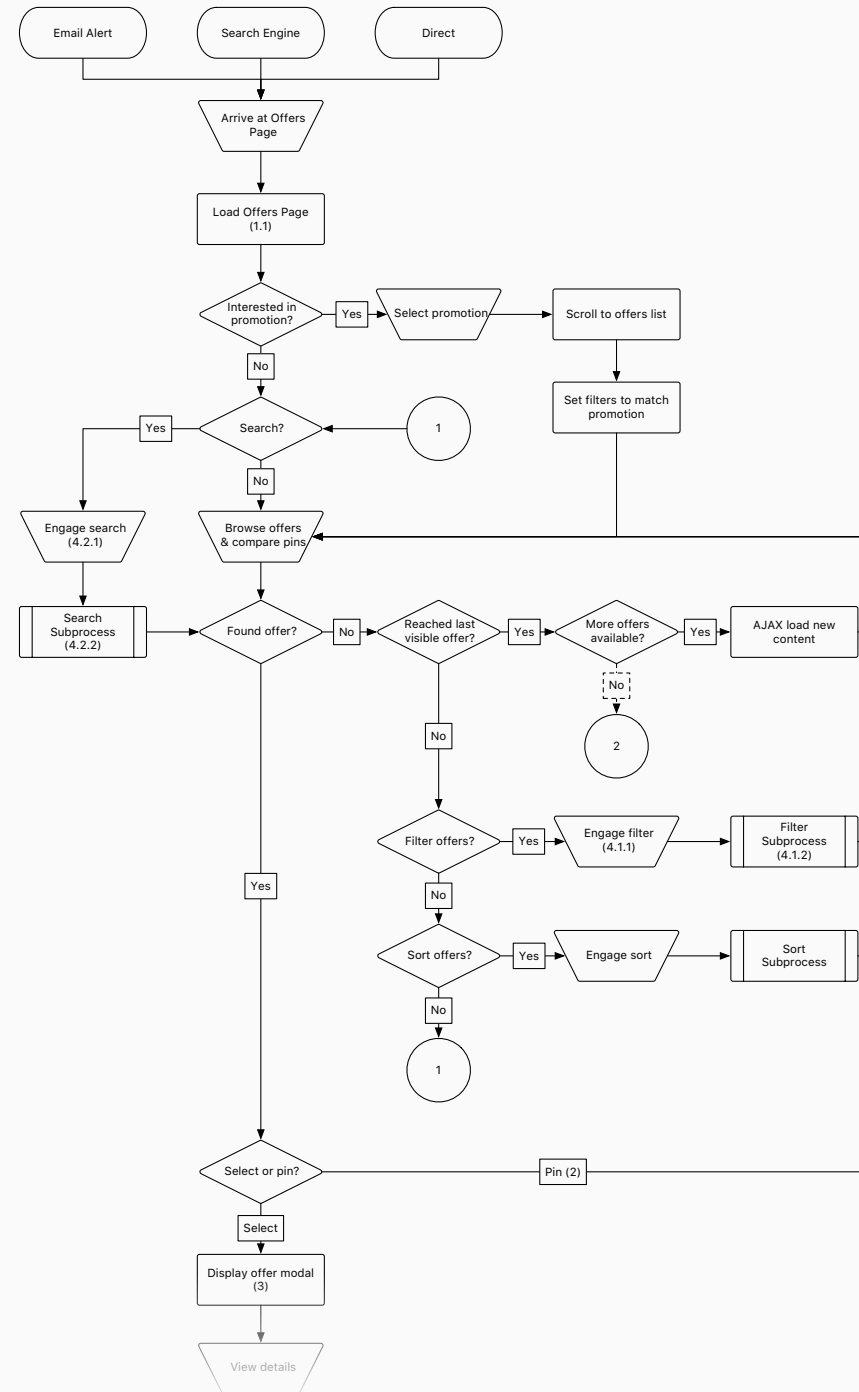 Email Alert
Search Engine
Direct
Arrive at Offers
Page
Load Offers Page
(1.1)
Interested in
promotion?
Yes
Select promotion
Scroll to offers list
No
Set filters to match
promotion
Yes
Search?
1
No
Engage search
(4.2.1)
Browse offers
& compare pins
Search
Subprocess
(4.2.2)
Found offer?
No
Reached last
visible offer?
Yes
More offers
available?
Yes
AJAX load new
content
No
No
2
Filter offers?
Yes
Engage filter
(4.1.1)
Filter
Subprocess
(4.1.2)
Yes
No
Sort offers?
Yes
Engage sort
Sort
Subprocess
No
1
Select or pin?
Pin (2)
Select
Display offer modal
(3)
View details